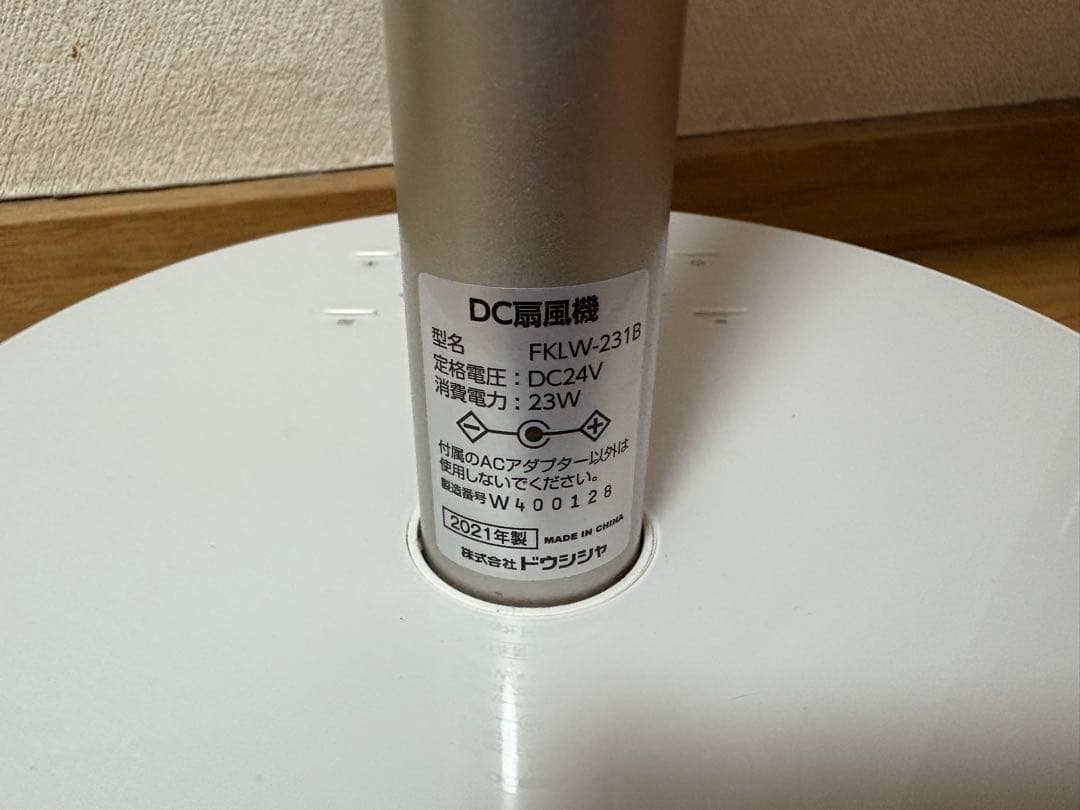 DC扇風機
型名 FKLW-231B
定格電圧：DC24V
消費電力：23W
付属のACアダプター以外は
使用しないでください。
製造番号 W400128
2021年製 MADE IN CHINA
株式会社ドウシシャ